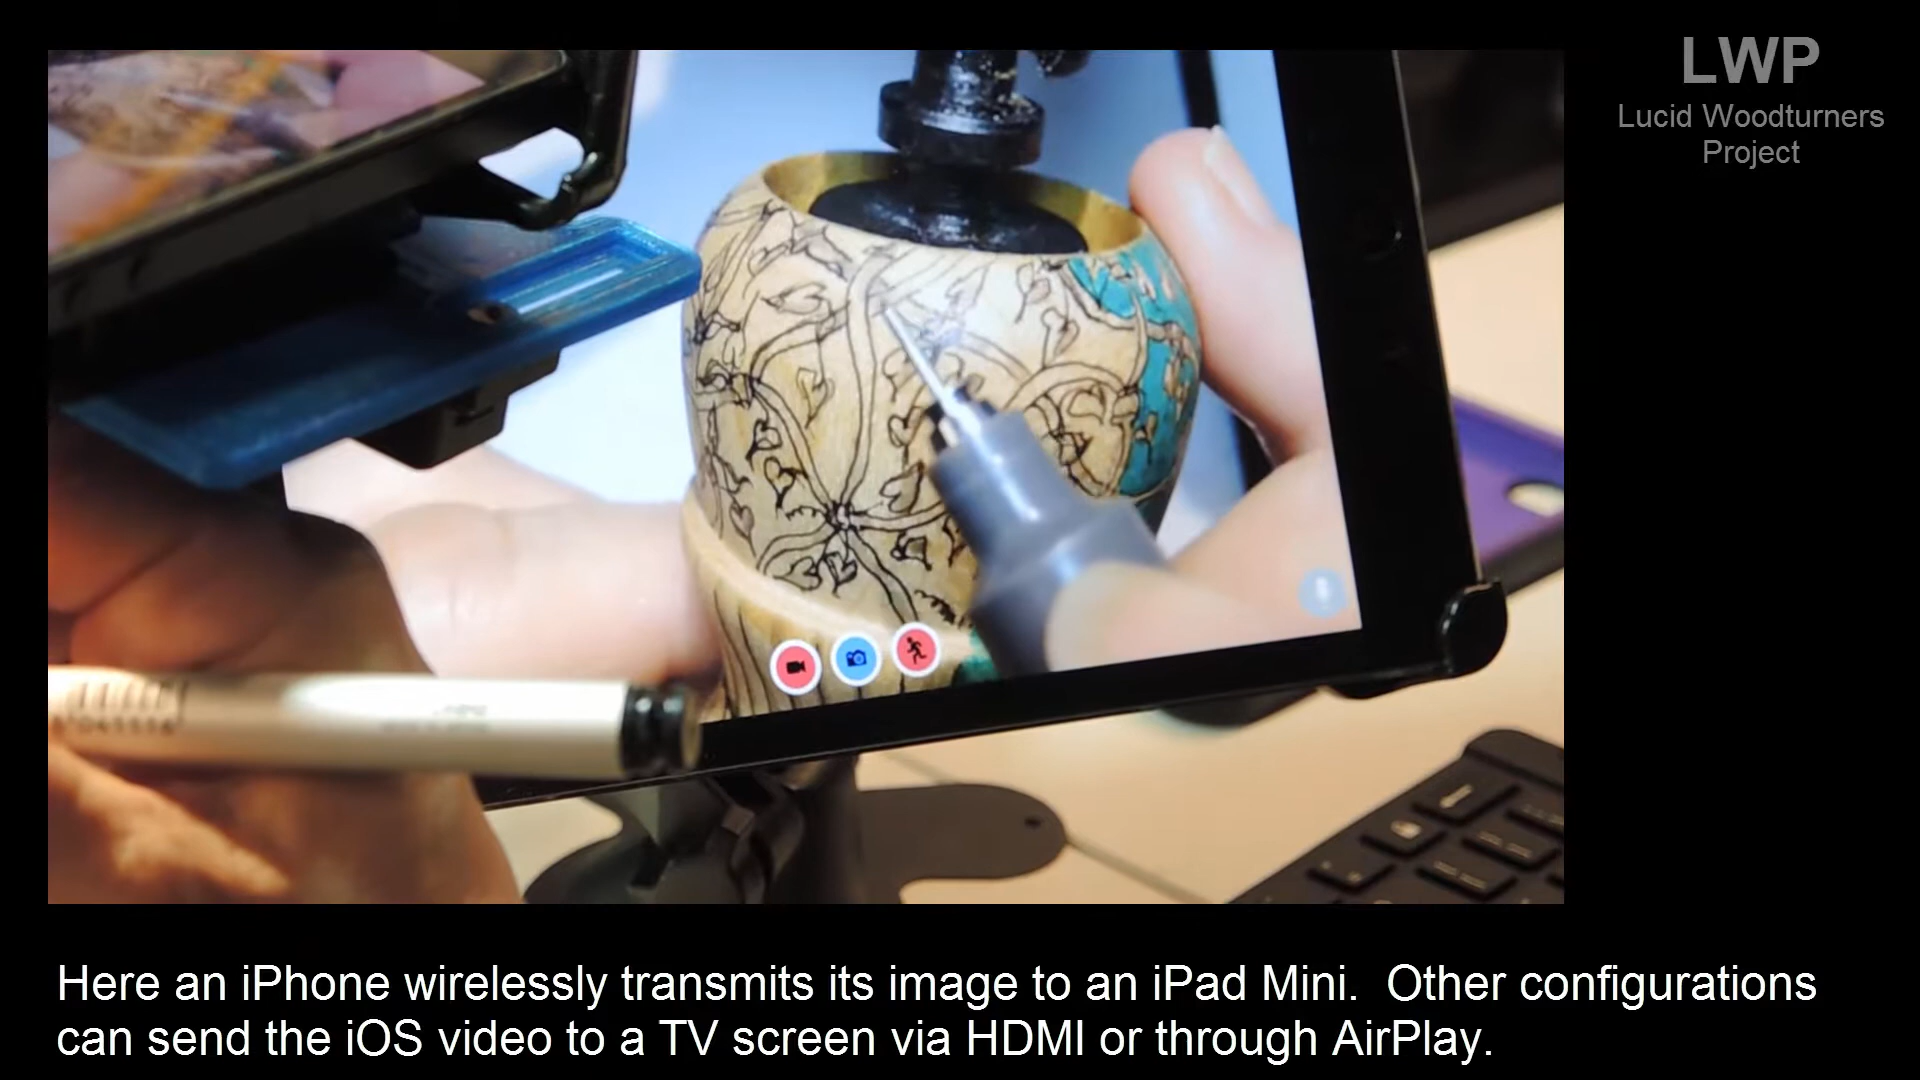 LWP
Lucid Woodturners
Project
Here an iPhone wirelessly transmits its image to an iPad Mini.  Other configurations
can send the iOS video to a TV screen via HDMI or through AirPlay.